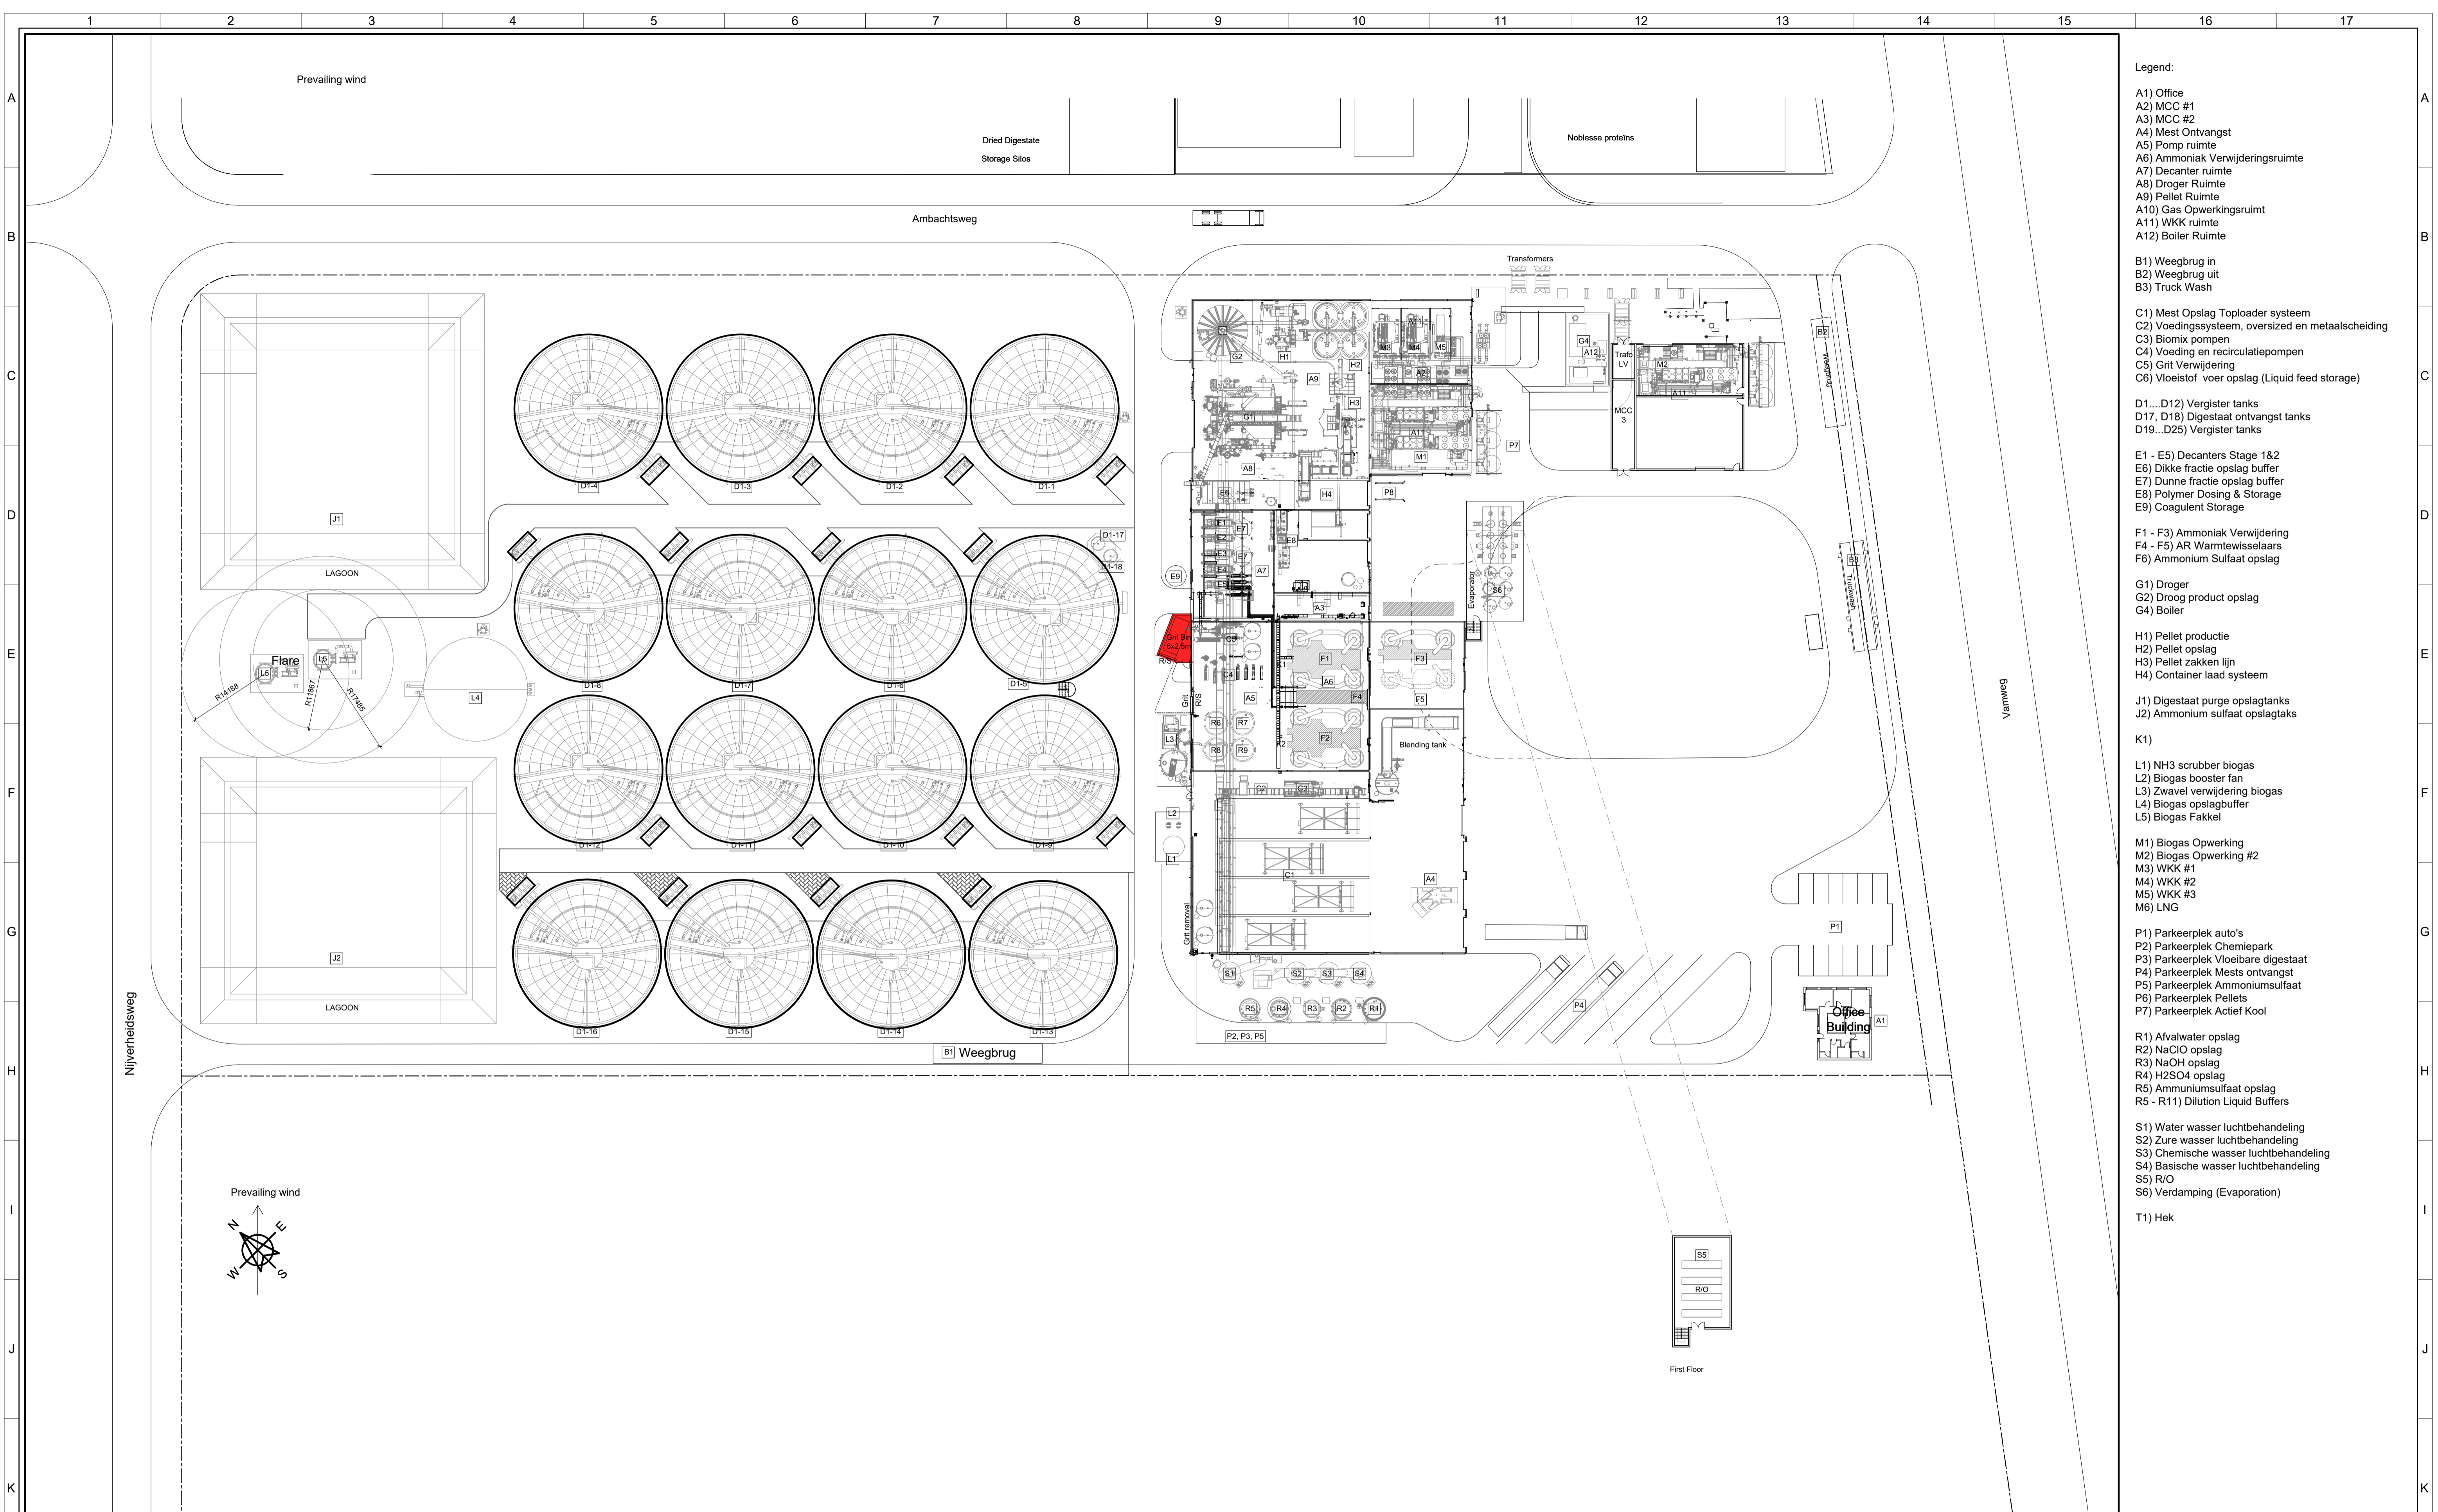 1 2 3 4 5 6 7 8 9 10 11 12 13 14 15 16 17
A
B
C
D
E
F
G
H
I
J
K
A
B
C
D
E
F
G
H
I
J
K
Prevailing wind
Dried Digestate
Storage Silos
Noblesse proteïns
Ambachtsweg
Transformers
J1
LAGOON
D1-4
D1-3
D1-2
D1-1
D1-17
D1-18
D1-8
D1-7
D1-6
D1-5
D1-12
D1-11
D1-10
D1-9
D1-16
D1-15
D1-14
D1-13
Flare
L5
L5
R14188
R11867
R17485
L4
J2
LAGOON
Nijverheidsweg
B1
Weegbrug
G2
H1
H2
A9
H3
G1
A8
E6
H4
E1
E2
E3
E4
E5
E7
E7
E8
A7
E9
A3
A11
M3
M4
M5
A2
A11
M1
P7
P8
G4
A12
Trafo
LV
MCC
3
M2
A11
B2
Weegbrug
B3
Truckwash
Evaporator
S6
Grit Bin
6x2.5m
R/S
Grit
R/S
C5
C4
A5
K1
F1
A6
F4
F3
F5
R6
R7
R8
R9
K2
F2
Blending tank
L3
L2
L1
C2
C3
C1
A4
Grit removal
S1
S2
S3
S4
R5
R4
R3
R2
R1
P2, P3, P5
P4
P1
Office
Building
A1
Vamweg
Prevailing wind
N
E
W
S
S5
R/O
First Floor
Legend:
A1) Office
A2) MCC #1
A3) MCC #2
A4) Mest Ontvangst
A5) Pomp ruimte
A6) Ammoniak Verwijderingsruimte
A7) Decanter ruimte
A8) Droger Ruimte
A9) Pellet Ruimte
A10) Gas Opwerkingsruimt
A11) WKK ruimte
A12) Boiler Ruimte
B1) Weegbrug in
B2) Weegbrug uit
B3) Truck Wash
C1) Mest Opslag Toploader systeem
C2) Voedingssysteem, oversized en metaalscheiding
C3) Biomix pompen
C4) Voeding en recirculatiepompen
C5) Grit Verwijdering
C6) Vloeistof voer opslag (Liquid feed storage)
D1....D12) Vergister tanks
D17, D18) Digestaat ontvangst tanks
D19...D25) Vergister tanks
E1 - E5) Decanters Stage 1&2
E6) Dikke fractie opslag buffer
E7) Dunne fractie opslag buffer
E8) Polymer Dosing & Storage
E9) Coagulent Storage
F1 - F3) Ammoniak Verwijdering
F4 - F5) AR Warmtewisselaars
F6) Ammonium Sulfaat opslag
G1) Droger
G2) Droog product opslag
G4) Boiler
H1) Pellet productie
H2) Pellet opslag
H3) Pellet zakken lijn
H4) Container laad systeem
J1) Digestaat purge opslagtanks
J2) Ammonium sulfaat opslagtaks
K1)
L1) NH3 scrubber biogas
L2) Biogas booster fan
L3) Zwavel verwijdering biogas
L4) Biogas opslagbuffer
L5) Biogas Fakkel
M1) Biogas Opwerking
M2) Biogas Opwerking #2
M3) WKK #1
M4) WKK #2
M5) WKK #3
M6) LNG
P1) Parkeerplek auto's
P2) Parkeerplek Chemiepark
P3) Parkeerplek Vloeibare digestaat
P4) Parkeerplek Mests ontvangst
P5) Parkeerplek Ammoniumsulfaat
P6) Parkeerplek Pellets
P7) Parkeerplek Actief Kool
R1) Afvalwater opslag
R2) NaClO opslag
R3) NaOH opslag
R4) H2SO4 opslag
R5) Ammuniumsulfaat opslag
R5 - R11) Dilution Liquid Buffers
S1) Water wasser luchtbehandeling
S2) Zure wasser luchtbehandeling
S3) Chemische wasser luchtbehandeling
S4) Basische wasser luchtbehandeling
S5) R/O
S6) Verdamping (Evaporation)
T1) Hek